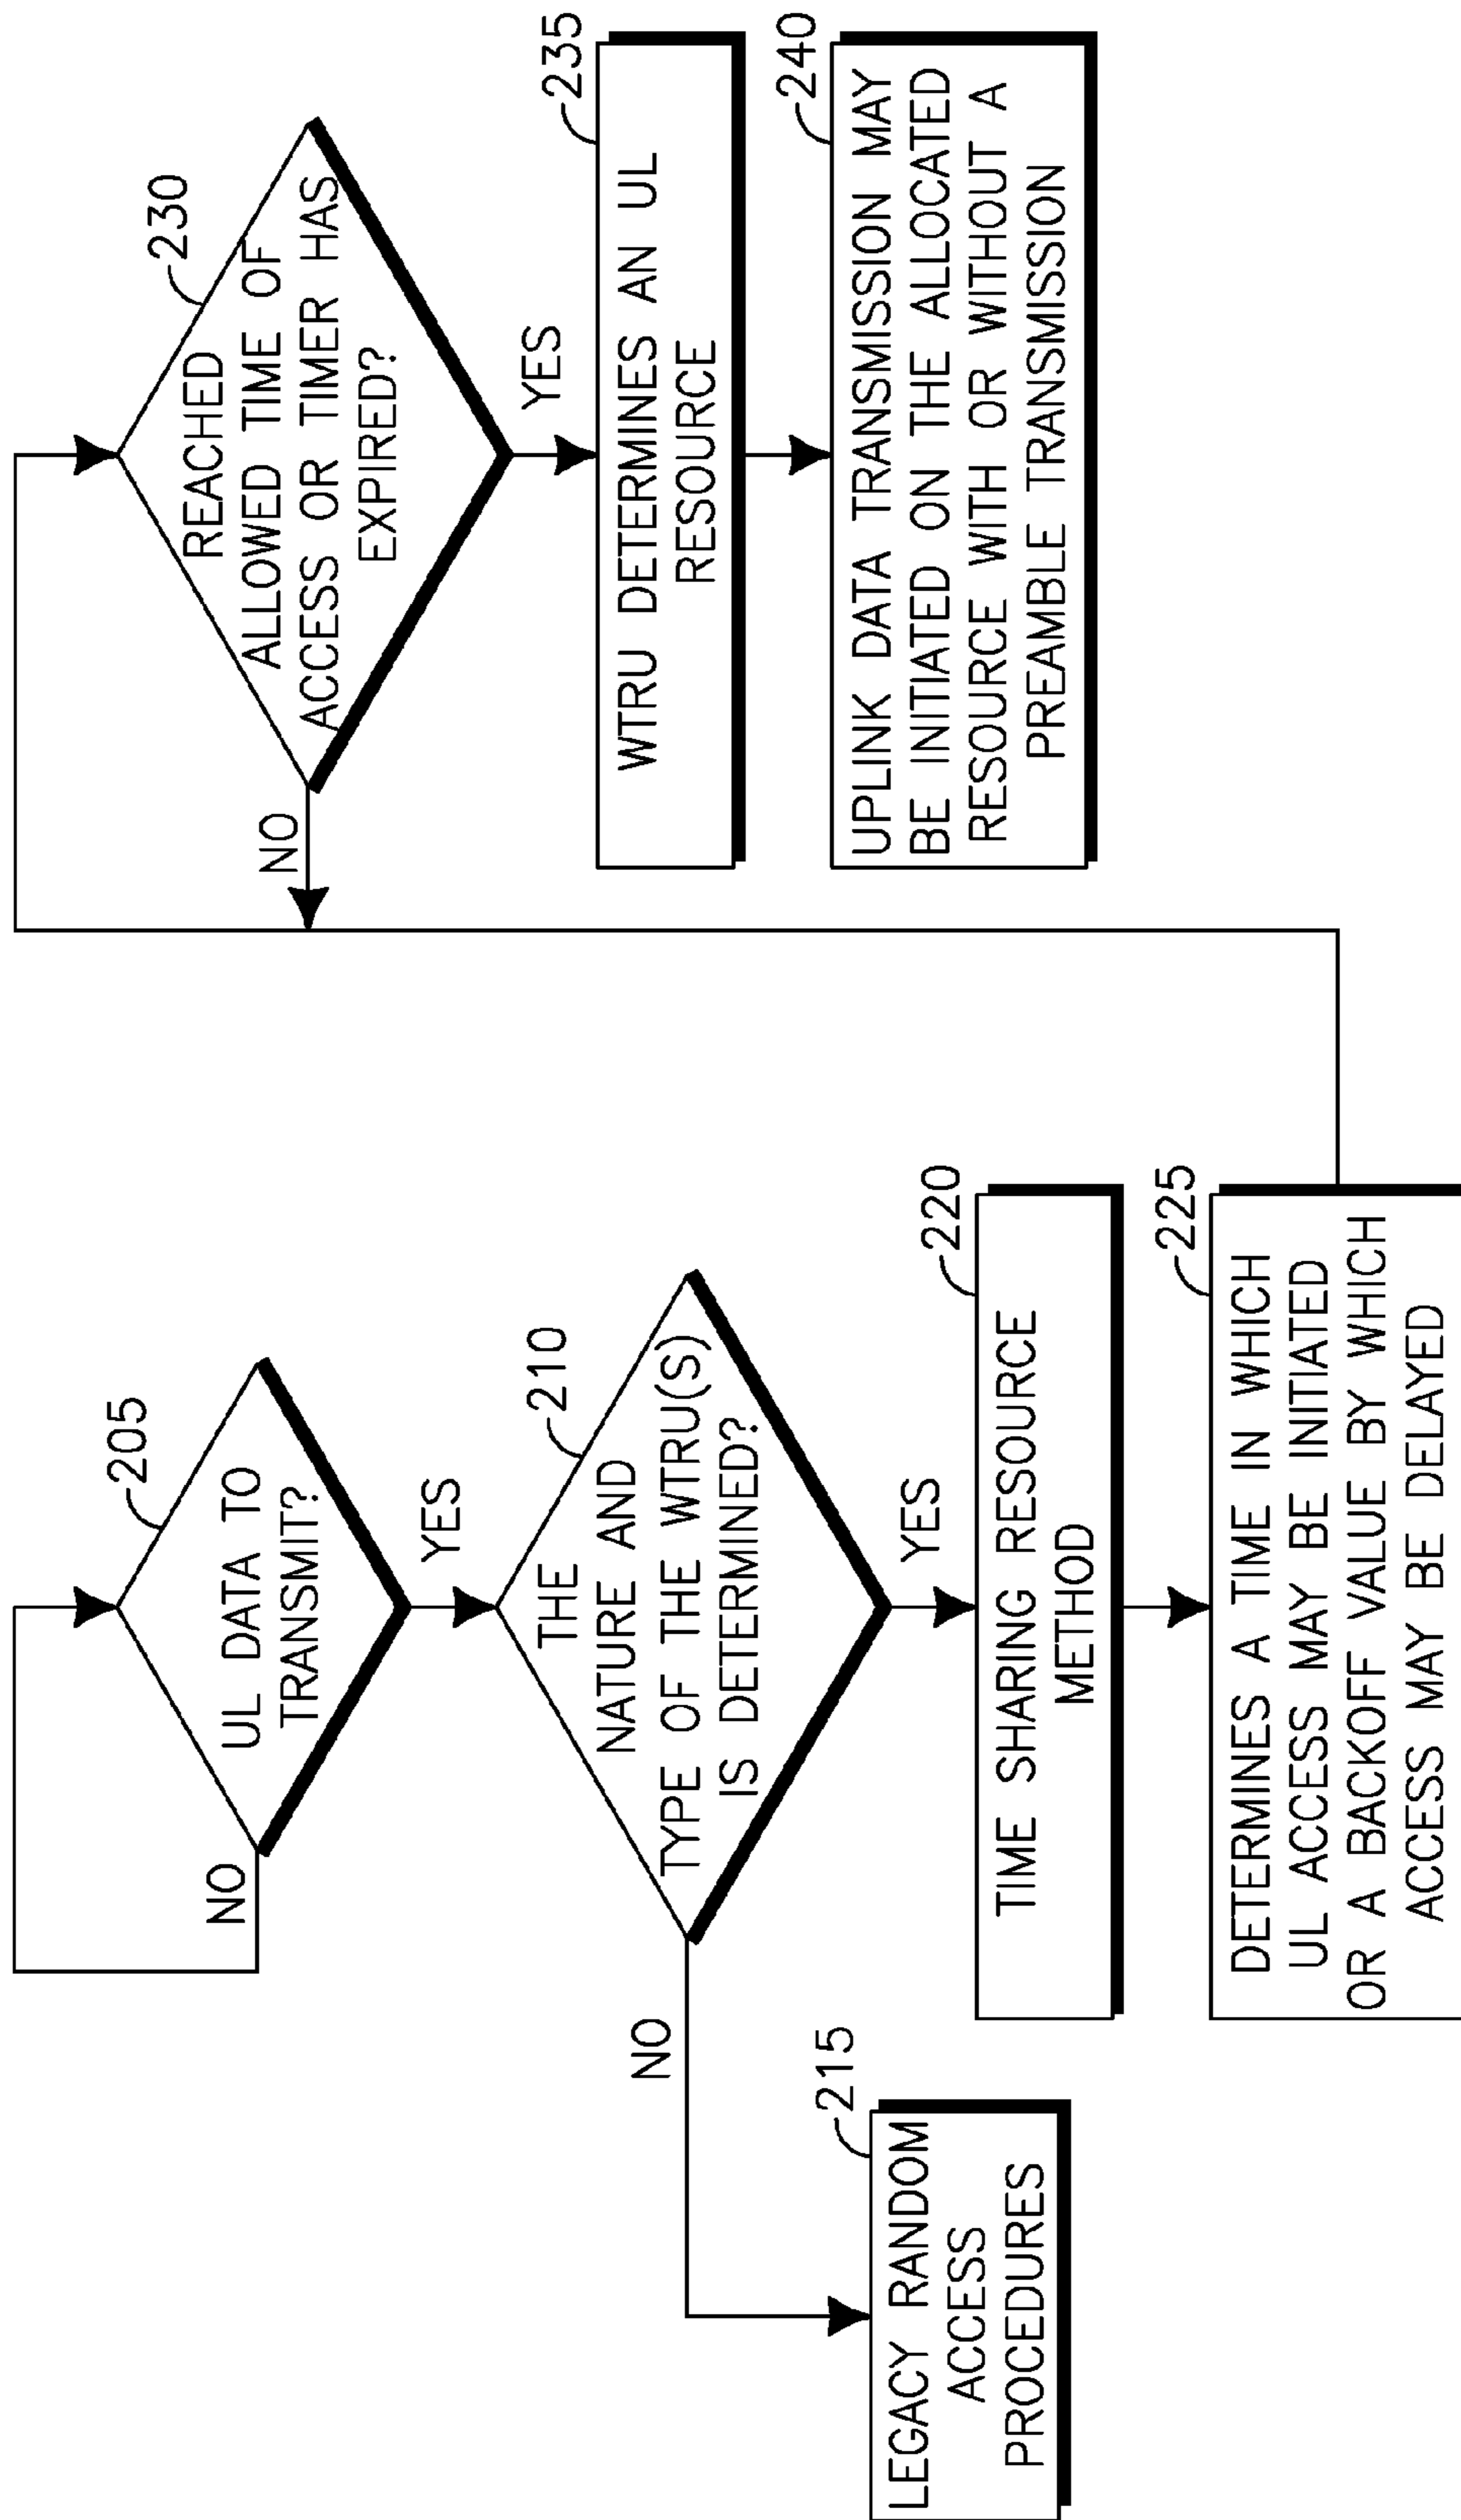 205
UL DATA TO
TRANSMIT?
NO
YES
210
THE
NATURE AND
TYPE OF THE WTRU(S)
IS DETERMINED?
NO
YES
215
LEGACY RANDOM
ACCESS
PROCEDURES
220
TIME SHARING RESOURCE
METHOD
225
DETERMINES A TIME IN WHICH
UL ACCESS MAY BE INITIATED
OR A BACKOFF VALUE BY WHICH
ACCESS MAY BE DELAYED
230
REACHED
ALLOWED TIME OF
ACCESS OR TIMER HAS
EXPIRED?
NO
YES
235
WTRU DETERMINES AN UL
RESOURCE
240
UPLINK DATA TRANSMISSION MAY
BE INITIATED ON THE ALLOCATED
RESOURCE WITH OR WITHOUT A
PREAMBLE TRANSMISSION